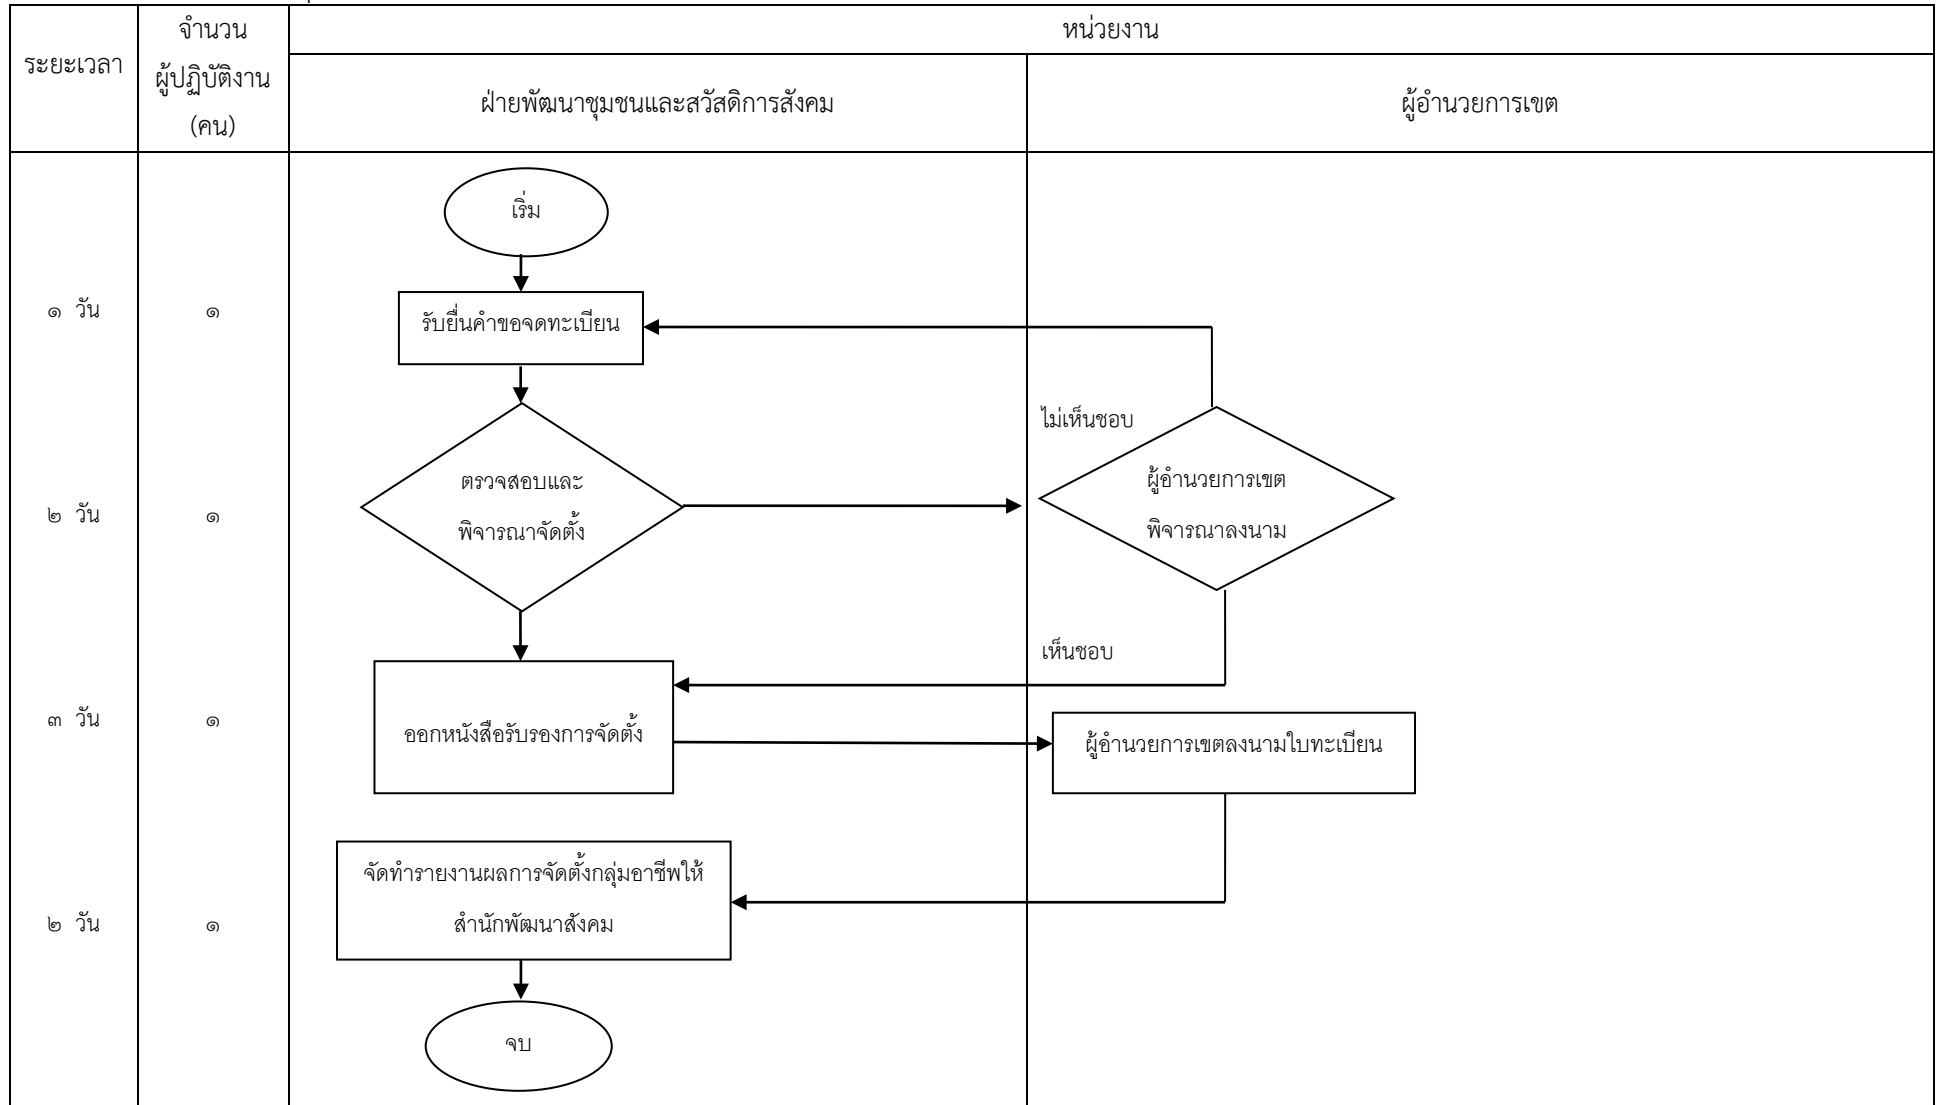 ระยะเวลา
จำนวน
ผู้ปฏิบัติงาน
(คน)
หน่วยงาน
ฝ่ายพัฒนาชุมชนและสวัสดิการสังคม
ผู้อำนวยการเขต
เริ่ม
๑ วัน
๑
รับยื่นคำขอจดทะเบียน
ไม่เห็นชอบ
๒ วัน
๑
ตรวจสอบและ
พิจารณาจัดตั้ง
ผู้อำนวยการเขต
พิจารณาลงนาม
เห็นชอบ
๓ วัน
๑
ออกหนังสือรับรองการจัดตั้ง
ผู้อำนวยการเขตลงนามใบทะเบียน
๒ วัน
๑
จัดทำรายงานผลการจัดตั้งกลุ่มอาชีพให้
สำนักพัฒนาสังคม
จบ